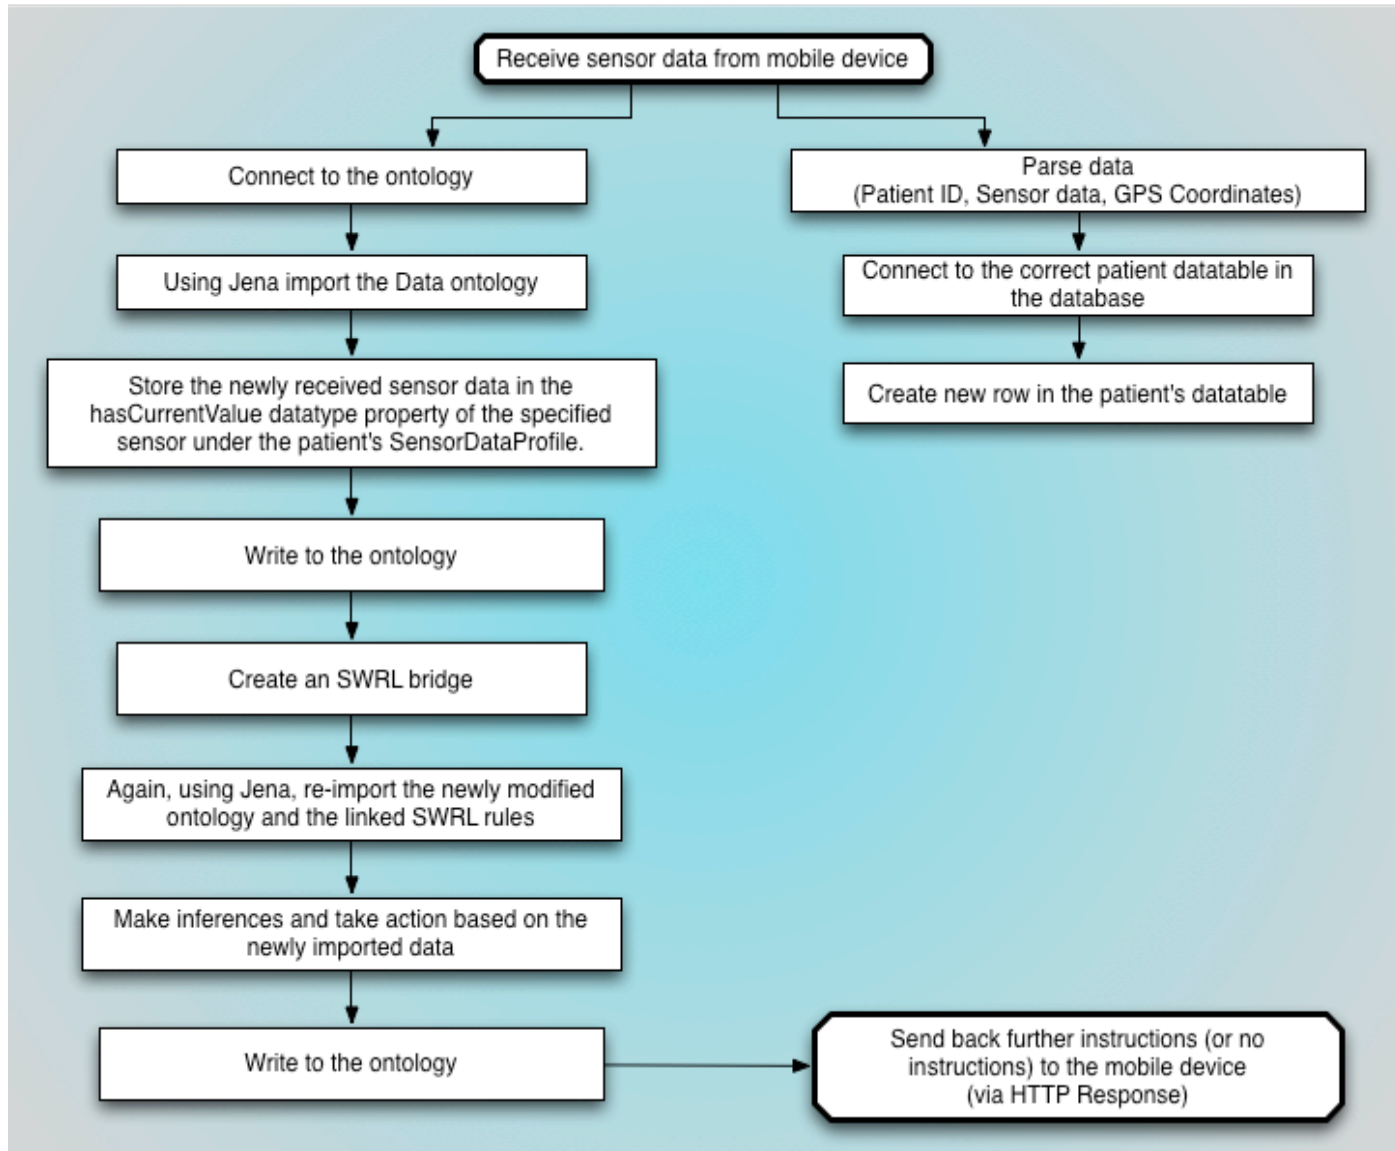 Receive sensor data from mobile device
Connect to the ontology
Using Jena import the Data ontology
Store the newly received sensor data in the
hasCurrentValue datatype property of the specified
sensor under the patient's SensorDataProfile.
Write to the ontology
Create an SWRL bridge
Again, using Jena, re-import the newly modified
ontology and the linked SWRL rules
Make inferences and take action based on the
newly imported data
Write to the ontology
Parse data
(Patient ID, Sensor data, GPS Coordinates)
Connect to the correct patient datatable in
the database
Create new row in the patient's datatable
Send back further instructions (or no
instructions) to the mobile device
(via HTTP Response)